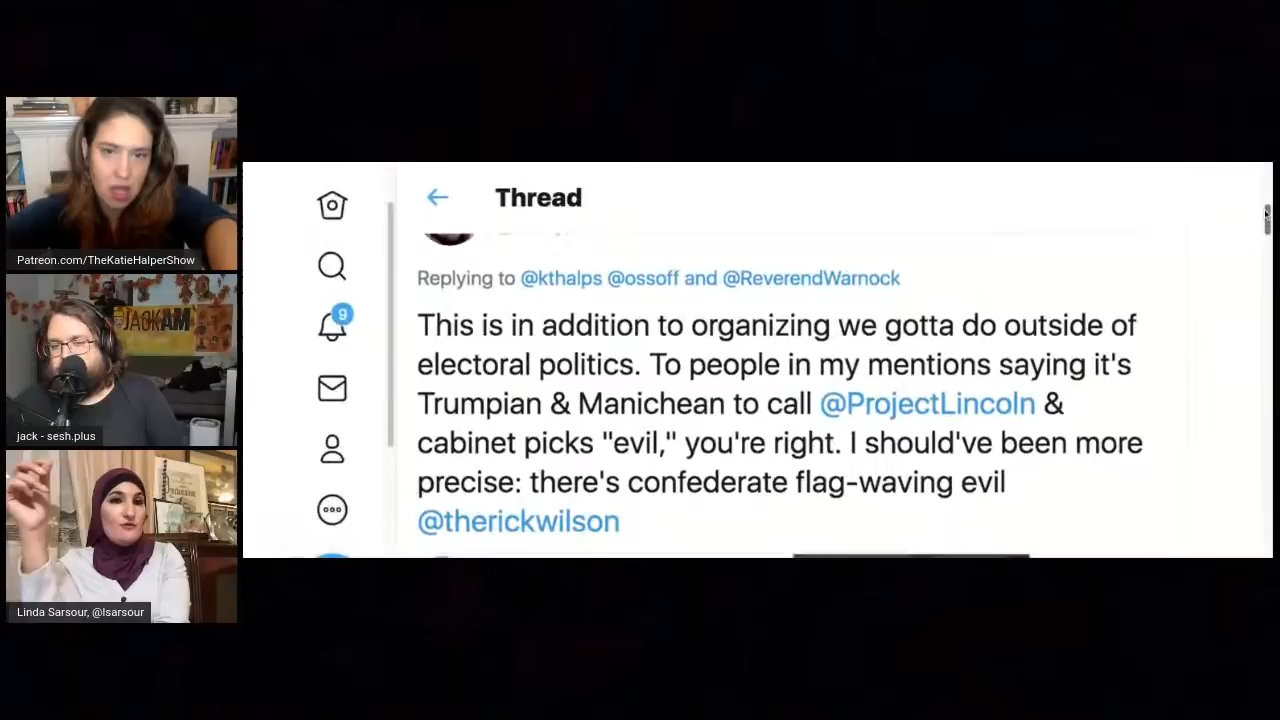 Patreon.com/TheKatieHalperShow
JACKAM
jack - sesh.plus
Linda Sarsour, @lsarsour
Thread
9
Replying to @kthalps @ossoff and @ReverendWarnock
This is in addition to organizing we gotta do outside of
electoral politics. To people in my mentions saying it's
Trumpian & Manichean to call @ProjectLincoln &
cabinet picks "evil," you're right. I should've been more
precise: there's confederate flag-waving evil
@therickwilson